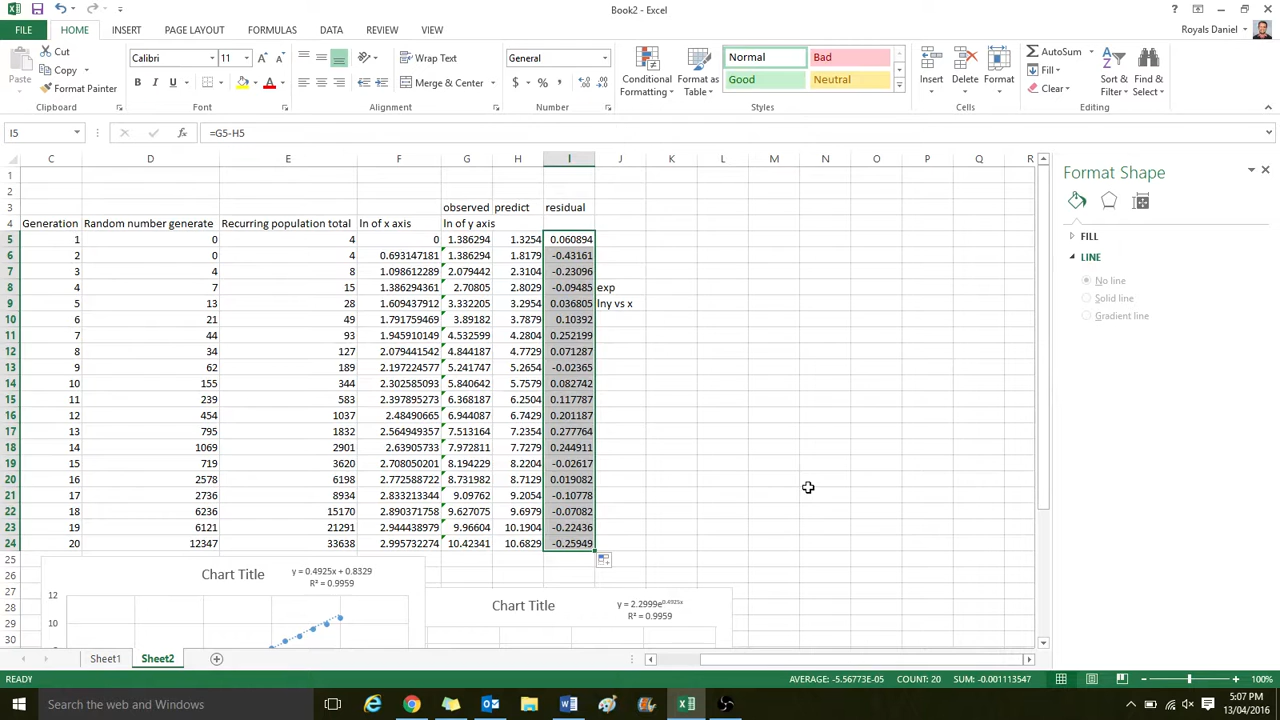 Book2 - Excel
FILE HOME INSERT PAGE LAYOUT FORMULAS DATA REVIEW VIEW Royals Daniel
Paste Cut Copy Format Painter Clipboard
Calibri 11 B I U Font
Wrap Text Merge & Center Alignment
General $ % , Number
Conditional Formatting Format as Table Normal Bad Good Neutral Styles
Insert Delete Format Cells
AutoSum Fill Clear Sort & Filter Find & Select Editing
I5 fx =G5-H5
C D E F G H I J K L M N O P Q R
1
2
3 observed predict residual
4 Generation Random number generate Recurring population total ln of x axis ln of y axis
5 1 0 4 0 1.386294 1.3254 0.060894
6 2 0 4 0.693147181 1.386294 1.8179 -0.43161
7 3 4 8 1.098612289 2.079442 2.3104 -0.23096
8 4 7 15 1.386294361 2.70805 2.8029 -0.09485 exp
9 5 13 28 1.609437912 3.332205 3.2954 0.036805 lny vs x
10 6 21 49 1.791759469 3.89182 3.7879 0.10392
11 7 44 93 1.945910149 4.532599 4.2804 0.252199
12 8 34 127 2.079441542 4.844187 4.7729 0.071287
13 9 62 189 2.197224577 5.241747 5.2654 -0.02365
14 10 155 344 2.302585093 5.840642 5.7579 0.082742
15 11 239 583 2.397895273 6.368187 6.2504 0.117787
16 12 454 1037 2.48490665 6.944087 6.7429 0.201187
17 13 795 1832 2.564949357 7.513164 7.2354 0.277764
18 14 1069 2901 2.63905733 7.972811 7.7279 0.244911
19 15 719 3620 2.708050201 8.194229 8.2204 -0.02617
20 16 2578 6198 2.772588722 8.731982 8.7129 0.019082
21 17 2736 8934 2.833213344 9.09762 9.2054 -0.10778
22 18 6236 15170 2.890371758 9.627075 9.6979 -0.07082
23 19 6121 21291 2.944438979 9.96604 10.1904 -0.22436
24 20 12347 33638 2.995732274 10.42341 10.6829 -0.25949
25
26
27
28
29
30
Chart Title
y = 0.4925x + 0.8329
R² = 0.9959
12
10
Chart Title
y = 2.2999e^0.4925x
R² = 0.9959
Format Shape
FILL
LINE
No line
Solid line
Gradient line
Sheet1 Sheet2
READY AVERAGE: -5.56773E-05 COUNT: 20 SUM: -0.001113547 100%
Search the web and Windows
5:07 PM
13/04/2016